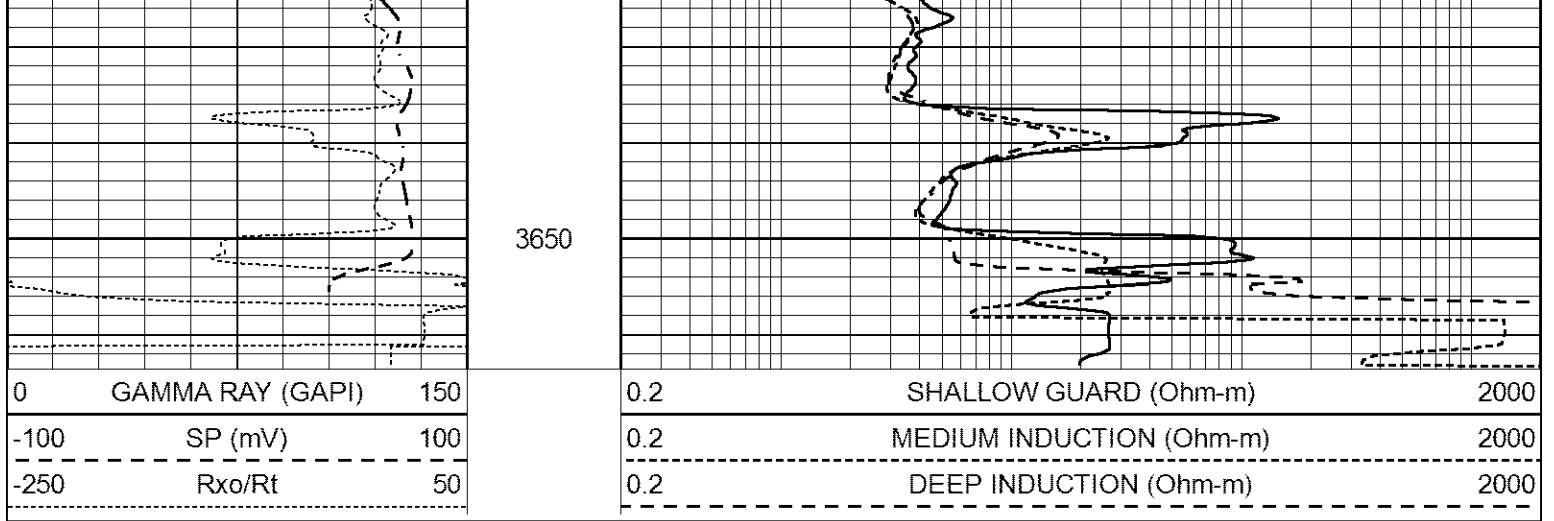 3650
0 GAMMA RAY (GAPI) 150 0.2 SHALLOW GUARD (Ohm-m) 2000
-100 SP (mV) 100 0.2 MEDIUM INDUCTION (Ohm-m) 2000
-250 Rxo/Rt 50 0.2 DEEP INDUCTION (Ohm-m) 2000